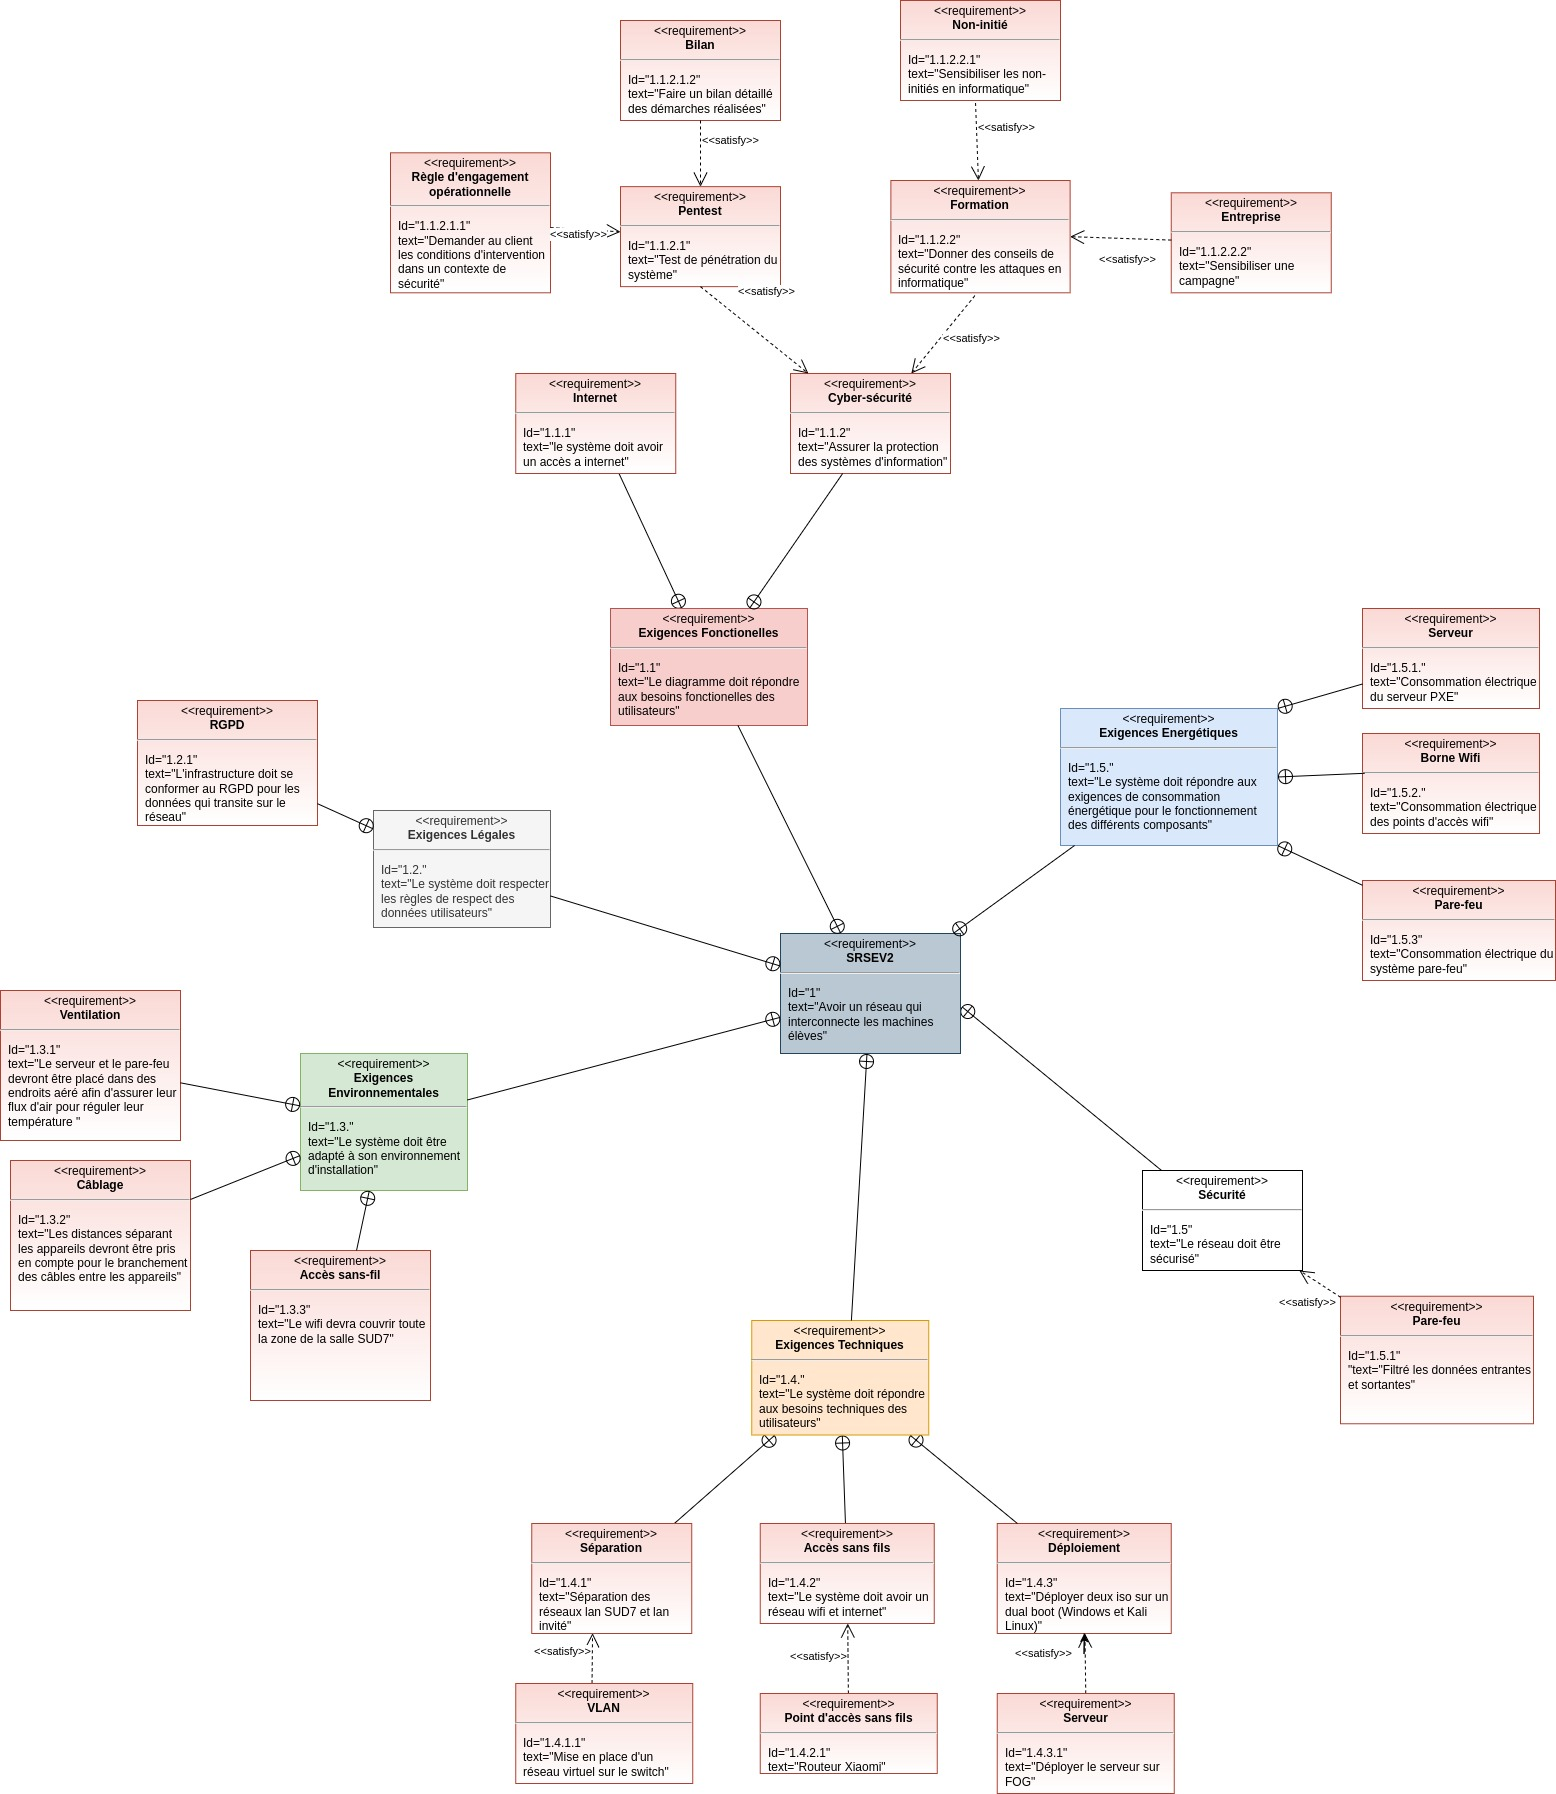 <<requirement>>
Non-initié
Id="1.1.2.2.1"
text="Sensibiliser les non-
initiés en informatique"
<<requirement>>
Bilan
Id="1.1.2.1.2"
text="Faire un bilan détaillé
des démarches réalisées"
<<satisfy>>
<<satisfy>>
<<requirement>>
Règle d'engagement
opérationnelle
Id="1.1.2.1.1"
text="Demander au client
les conditions d'intervention
dans un contexte de
sécurité"
<<satisfy>>
<<requirement>>
Pentest
Id="1.1.2.1"
text="Test de pénétration du
système"
<<satisfy>>
<<requirement>>
Formation
Id="1.1.2.2"
text="Donner des conseils de
sécurité contre les attaques en
informatique"
<<satisfy>>
<<requirement>>
Entreprise
Id="1.1.2.2.2"
text="Sensibiliser une
campagne"
<<satisfy>>
<<requirement>>
Internet
Id="1.1.1"
text="le système doit avoir
un accès a internet"
<<requirement>>
Cyber-sécurité
Id="1.1.2"
text="Assurer la protection
des systèmes d'information"
<<requirement>>
Exigences Fonctionelles
Id="1.1"
text="Le diagramme doit répondre
aux besoins fonctionelles des
utilisateurs"
<<requirement>>
Serveur
Id="1.5.1."
text="Consommation électrique
du serveur PXE"
<<requirement>>
RGPD
Id="1.2.1"
text="L'infrastructure doit se
conformer au RGPD pour les
données qui transite sur le
réseau"
<<requirement>>
Exigences Energétiques
Id="1.5."
text="Le système doit répondre aux
exigences de consommation
énergétique pour le fonctionnement
des différents composants"
<<requirement>>
Borne Wifi
Id="1.5.2."
text="Consommation électrique
des points d'accès wifi"
<<requirement>>
Exigences Légales
Id="1.2."
text="Le système doit respecter
les règles de respect des
données utilisateurs"
<<requirement>>
Pare-feu
Id="1.5.3"
text="Consommation électrique du
système pare-feu"
<<requirement>>
SRSEV2
Id="1"
text="Avoir un réseau qui
interconnecte les machines
élèves"
<<requirement>>
Ventilation
Id="1.3.1"
text="Le serveur et le pare-feu
devront être placé dans des
endroits aéré afin d'assurer leur
flux d'air pour réguler leur
température "
<<requirement>>
Exigences
Environnementales
Id="1.3."
text="Le système doit être
adapté à son environnement
d'installation"
<<requirement>>
Câblage
Id="1.3.2"
text="Les distances séparant
les appareils devront être pris
en compte pour le branchement
des câbles entre les appareils"
<<requirement>>
Accès sans-fil
Id="1.3.3"
text="Le wifi devra couvrir toute
la zone de la salle SUD7"
<<requirement>>
Sécurité
Id="1.5"
text="Le réseau doit être
sécurisé"
<<satisfy>>
<<requirement>>
Pare-feu
Id="1.5.1"
"text="Filtré les données entrantes
et sortantes"
<<requirement>>
Exigences Techniques
Id="1.4."
text="Le système doit répondre
aux besoins techniques des
utilisateurs"
<<requirement>>
Séparation
Id="1.4.1"
text="Séparation des
réseaux lan SUD7 et lan
invité"
<<requirement>>
Accès sans fils
Id="1.4.2"
text="Le système doit avoir un
réseau wifi et internet"
<<requirement>>
Déploiement
Id="1.4.3"
text="Déployer deux iso sur un
dual boot (Windows et Kali
Linux)"
<<satisfy>>
<<satisfy>>
<<satisfy>>
<<requirement>>
VLAN
Id="1.4.1.1"
text="Mise en place d'un
réseau virtuel sur le switch"
<<requirement>>
Point d'accès sans fils
Id="1.4.2.1"
text="Routeur Xiaomi"
<<requirement>>
Serveur
Id="1.4.3.1"
text="Déployer le serveur sur
FOG"